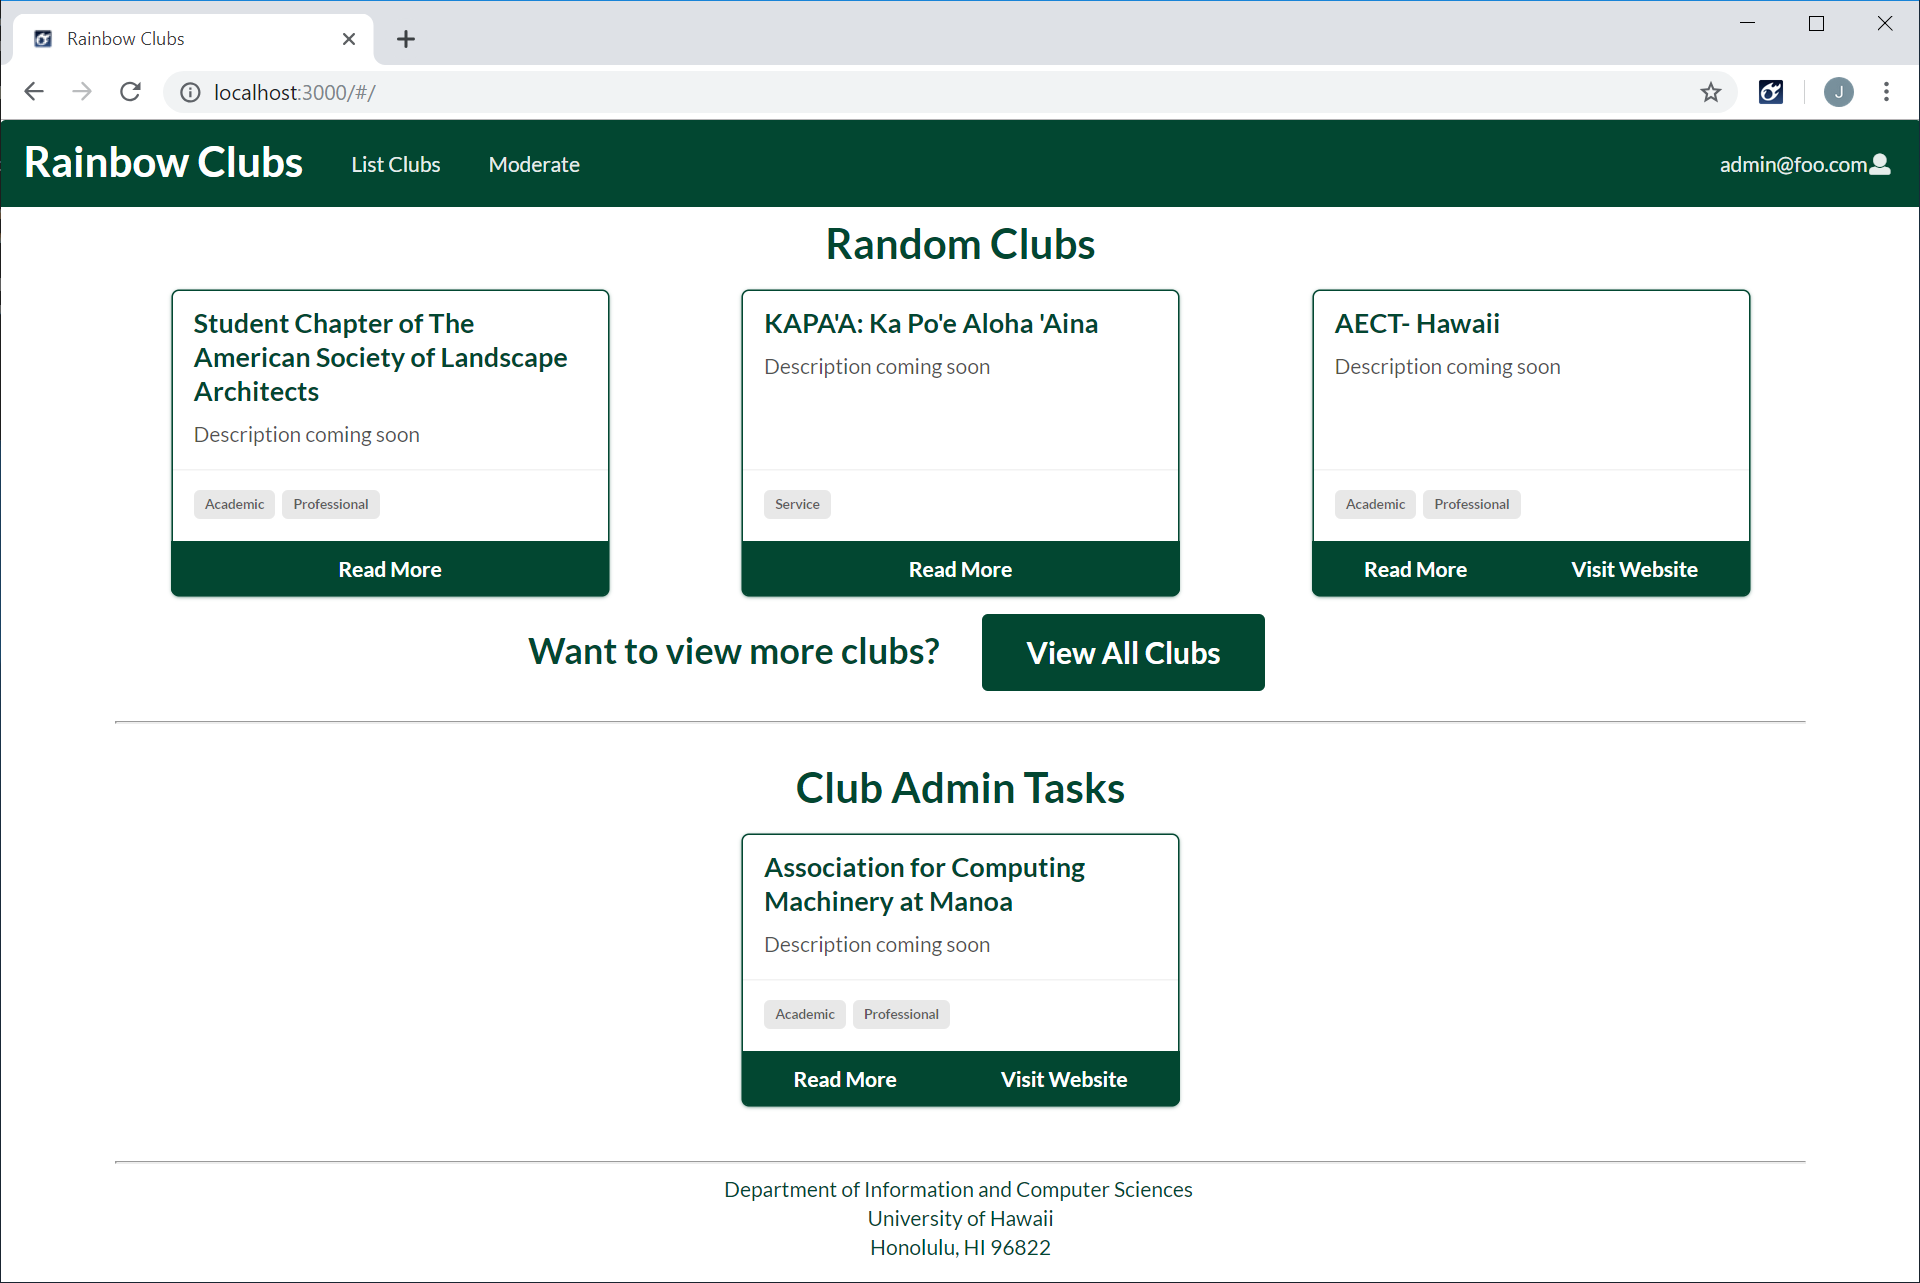 Rainbow Clubs
localhost:3000/#/
J
Rainbow Clubs List Clubs Moderate admin@foo.com
Random Clubs
Student Chapter of The
American Society of Landscape
Architects
Description coming soon
Academic Professional
Read More
KAPA'A: Ka Po'e Aloha 'Aina
Description coming soon
Service
Read More
AECT- Hawaii
Description coming soon
Academic Professional
Read More Visit Website
Want to view more clubs? View All Clubs
Club Admin Tasks
Association for Computing
Machinery at Manoa
Description coming soon
Academic Professional
Read More Visit Website
Department of Information and Computer Sciences
University of Hawaii
Honolulu, HI 96822